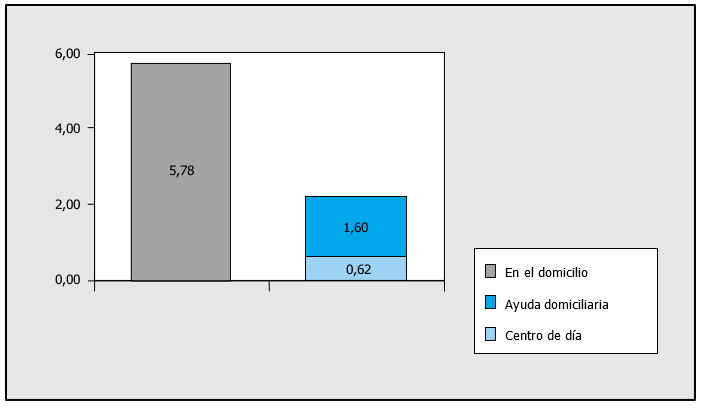 6,00
4,00
2,00
0,00
5,78
1,60
0,62
En el domicilio
Ayuda domiciliaria
Centro de día